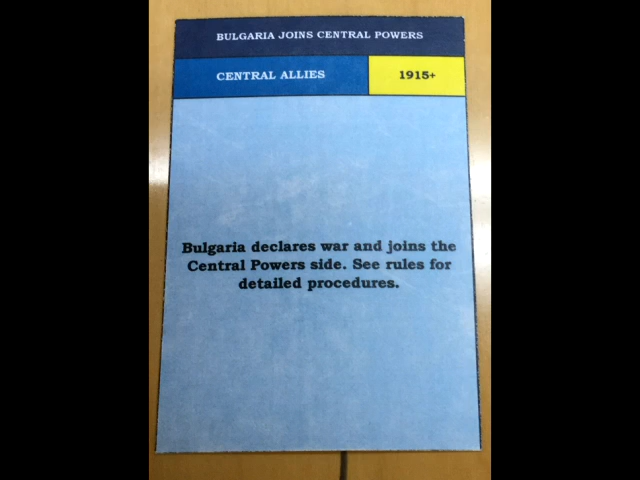 BULGARIA JOINS CENTRAL POWERS
CENTRAL ALLIES
1915+
Bulgaria declares war and joins the
Central Powers side. See rules for
detailed procedures.